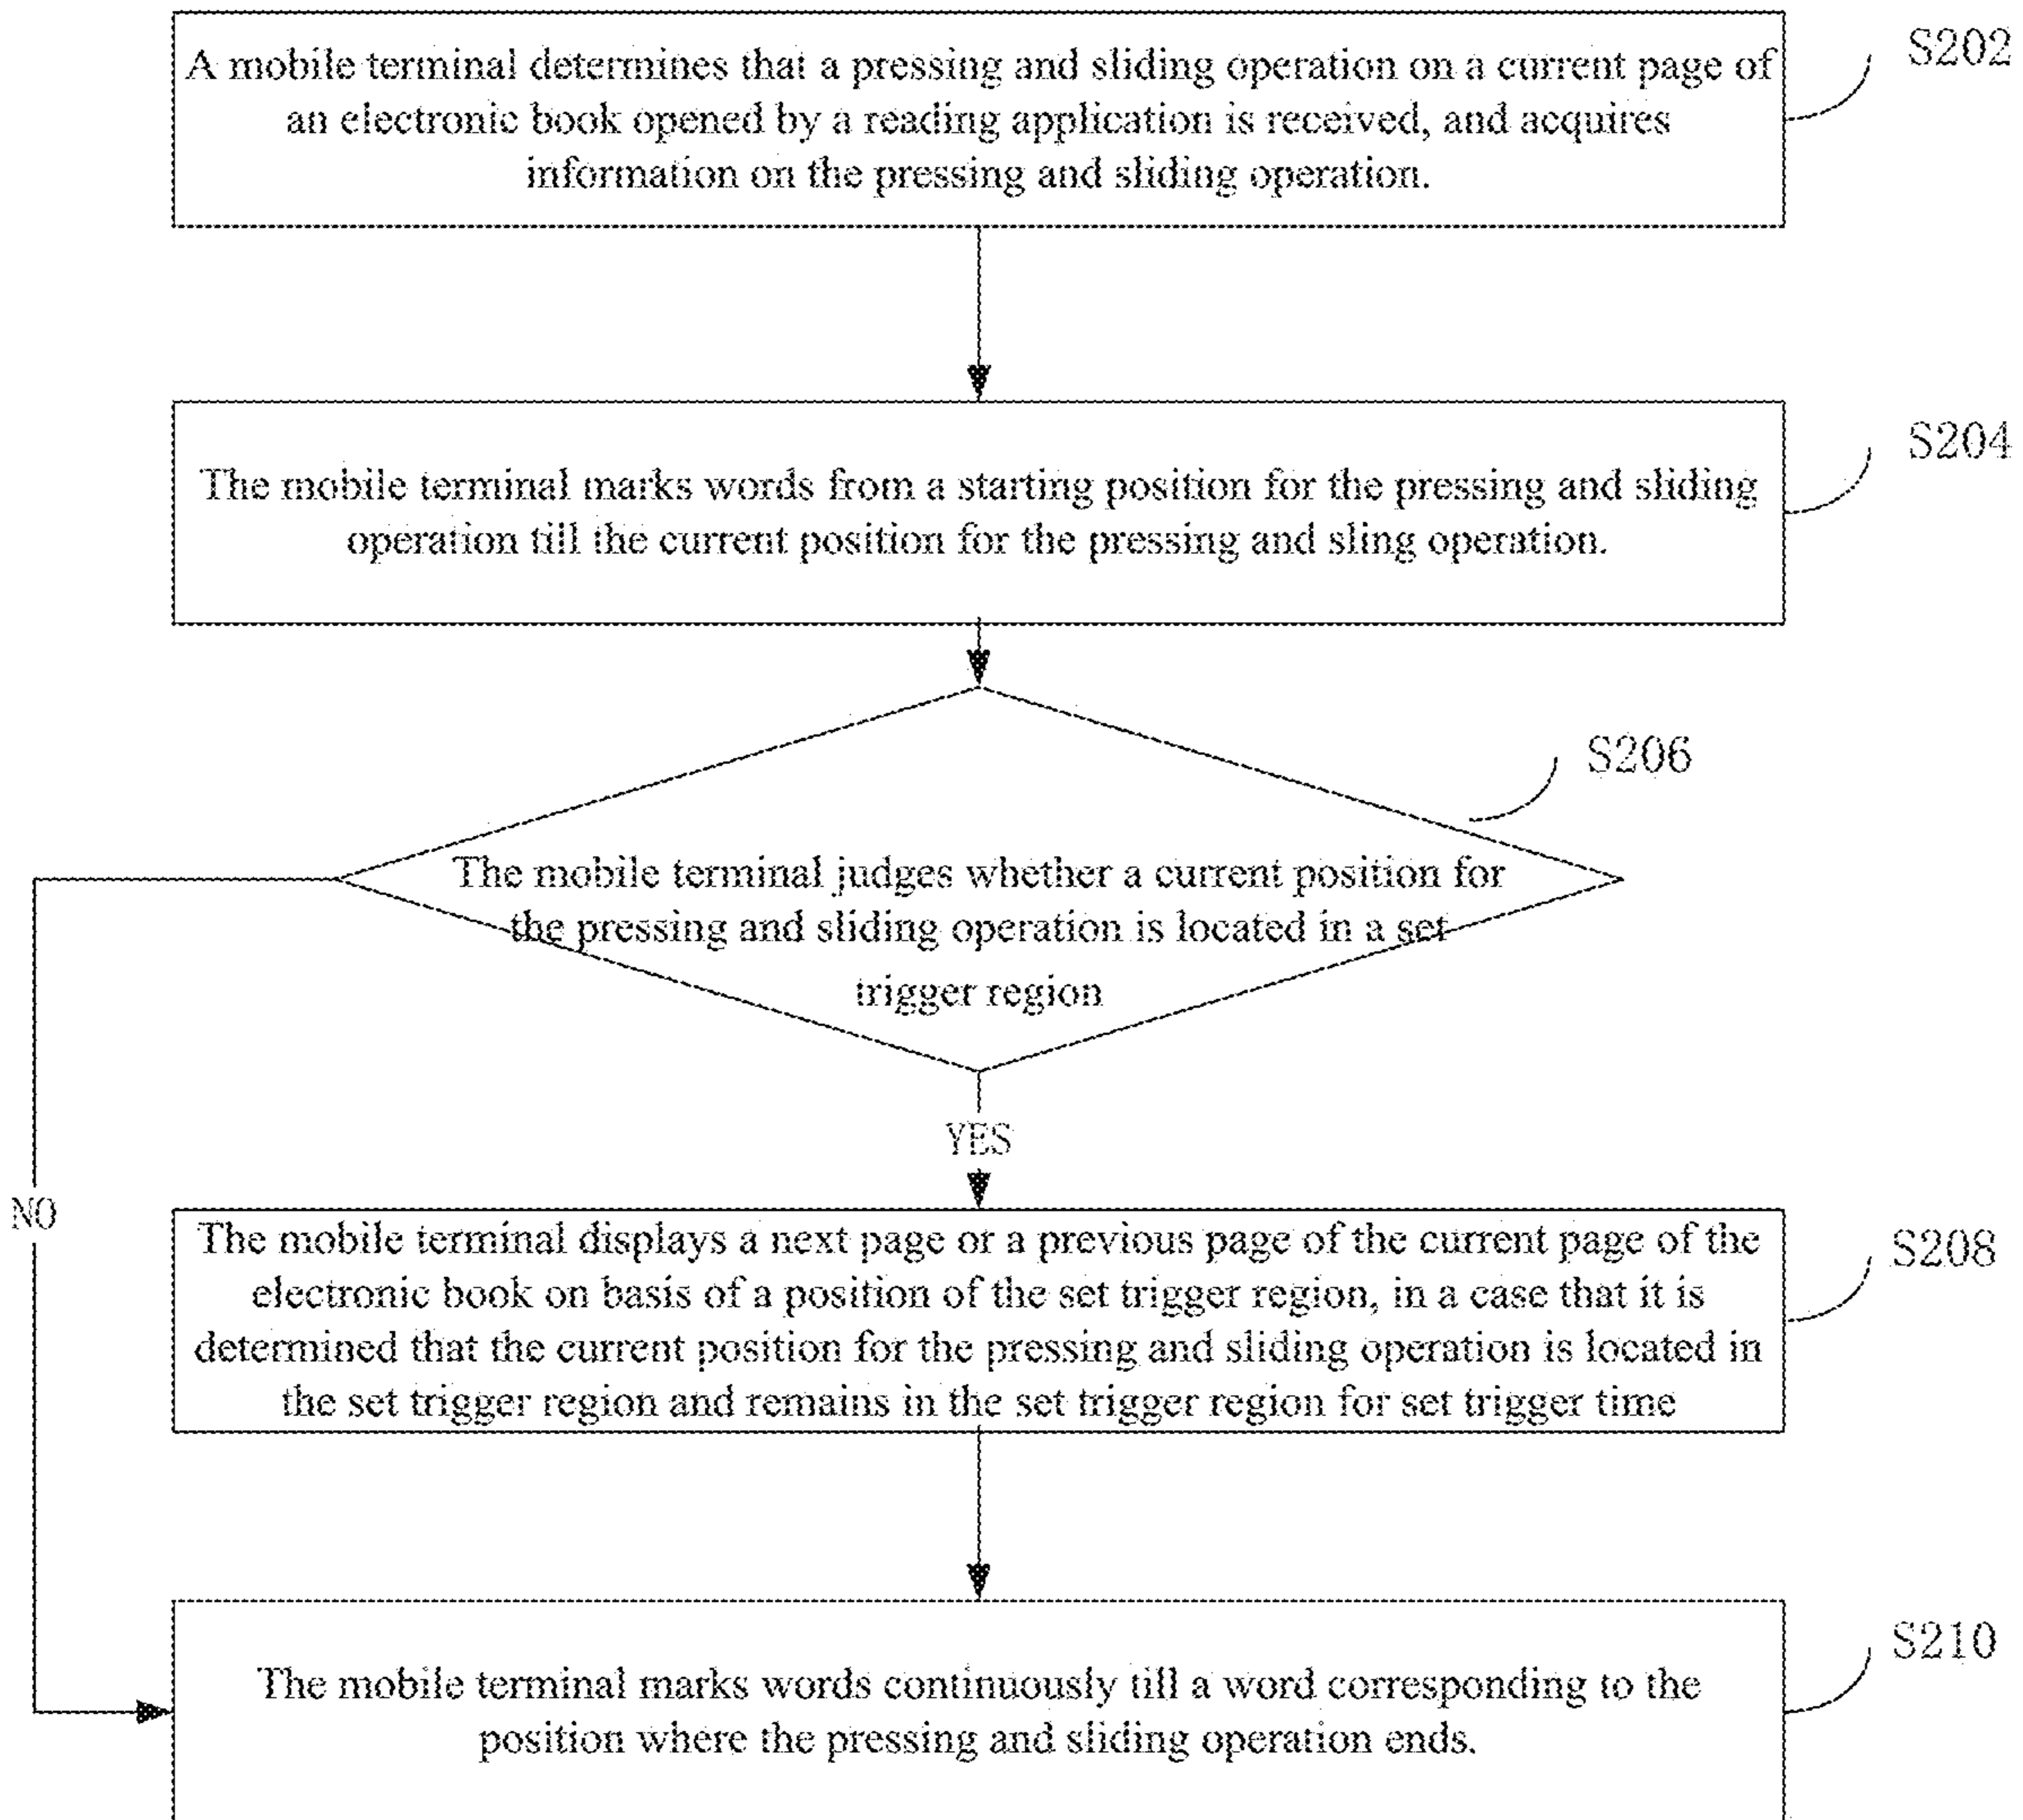 A mobile terminal determines that a pressing and sliding operation on a current page of
an electronic book opened by a reading application is received, and acquires
information on the pressing and sliding operation.
S202
The mobile terminal marks words from a starting position for the pressing and sliding
operation till the current position for the pressing and sling operation.
S204
S206
The mobile terminal judges whether a current position for
the pressing and sliding operation is located in a set
trigger region
YES
NO
The mobile terminal displays a next page or a previous page of the current page of the
electronic book on basis of a position of the set trigger region, in a case that it is
determined that the current position for the pressing and sliding operation is located in
the set trigger region and remains in the set trigger region for set trigger time
S208
The mobile terminal marks words continuously till a word corresponding to the
position where the pressing and sliding operation ends.
S210